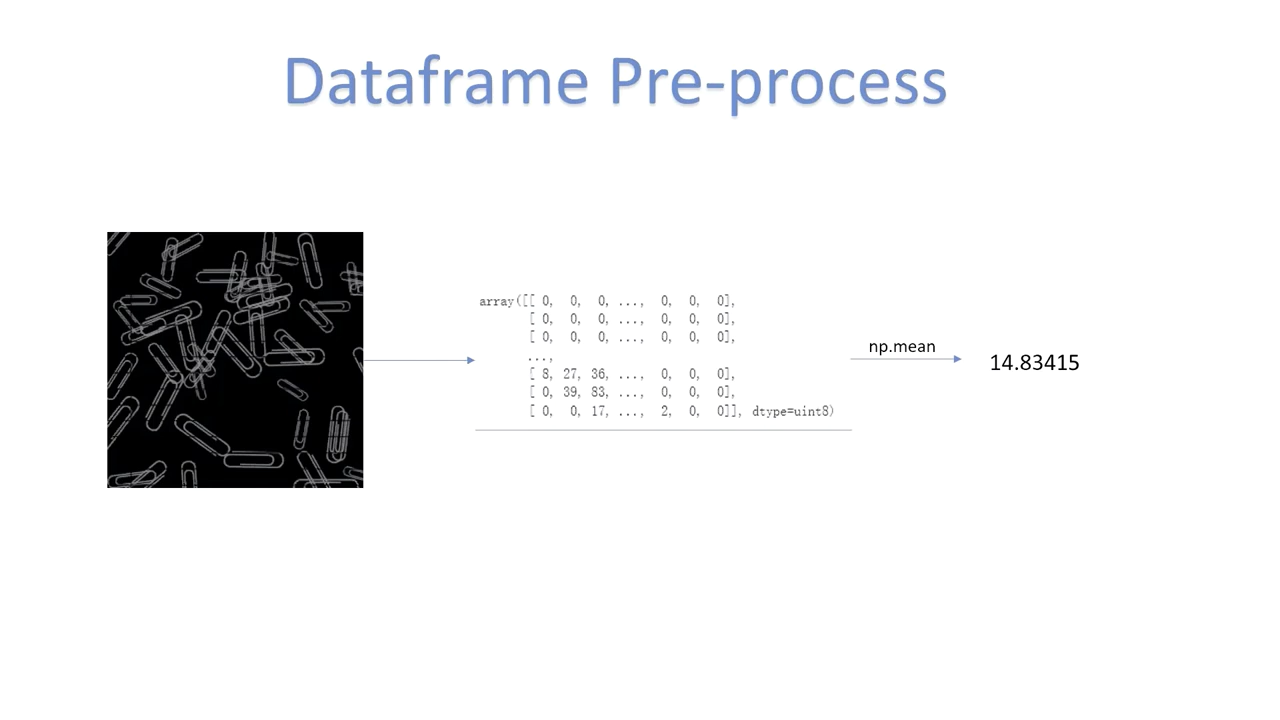 Dataframe Pre-process
array([[ 0, 0, 0, ..., 0, 0, 0],
[ 0, 0, 0, ..., 0, 0, 0],
[ 0, 0, 0, ..., 0, 0, 0],
...,
[ 8, 27, 36, ..., 0, 0, 0],
[ 0, 39, 83, ..., 0, 0, 0],
[ 0, 0, 17, ..., 2, 0, 0]], dtype=uint8)
np.mean
14.83415